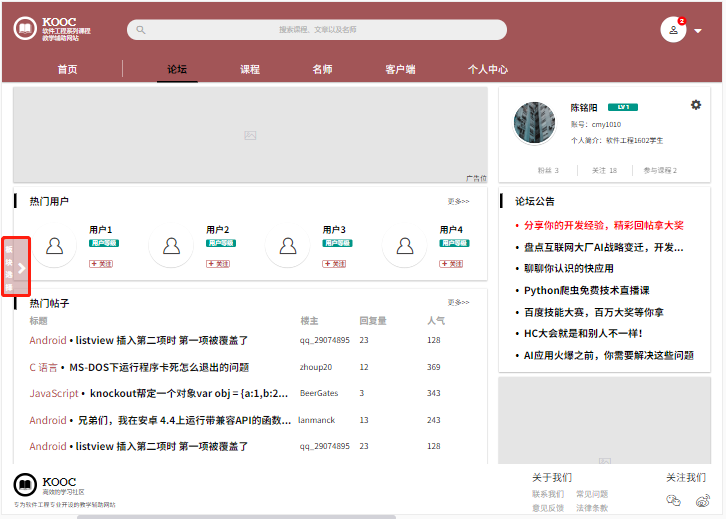 KOOC
软件工程系列课程
教学辅助网站
搜索课程，文章以及名师
2
首页
论坛
课程
名师
客户端
个人中心
广告位
陈铭阳
LV 1
账号：cmy1010
个人简介：软件工程1602学生
粉丝 3
关注 18
参与课程 2
热门用户
更多>>
用户1
用户等级
+ 关注
用户2
用户等级
+ 关注
用户3
用户等级
+ 关注
用户4
用户等级
+ 关注
版块选择
论坛公告
• 分享你的开发经验，精彩回帖拿大奖
• 盘点互联网大厂AI战略变迁，开发...
• 聊聊你认识的快应用
• Python爬虫免费技术直播课
• 百度技能大赛，百万大奖等你拿
• HC大会就是和别人不一样！
• AI应用火爆之前，你需要解决这些问题
热门帖子
更多>>
标题 楼主 回复量 人气
Android • listview 插入第二项时 第一项被覆盖了 qq_29074895 23 128
C 语言 • MS-DOS下运行程序卡死怎么退出的问题 zhoup20 12 369
JavaScript • knockout帮定一个对象var obj = {a:1,b:2... BeerGates 3 343
Android • 兄弟们，我在安卓 4.4上运行带兼容API的函数... lanmanck 13 243
Android • listview 插入第二项时 第一项被覆盖了 qq_29074895 23 128
KOOC
高效的学习社区
专为软件工程专业开设的教学辅助网站
关于我们
联系我们 常见问题
意见反馈 法律条款
关注我们